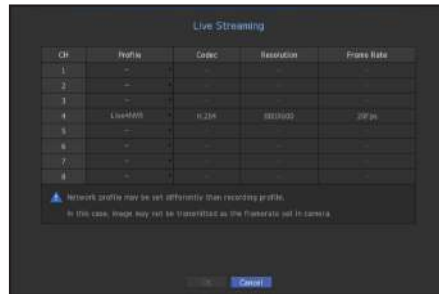 Live Streaming
CH Profile Codec Resolution Frame Rate
1 -
2 -
3 -
4 H.264 20fps
5 -
6 -
7 -
8 -
Network profile may be set differently than recording profile.
In this case, image may not be transmitted as the framerate set in camera.
OK Cancel